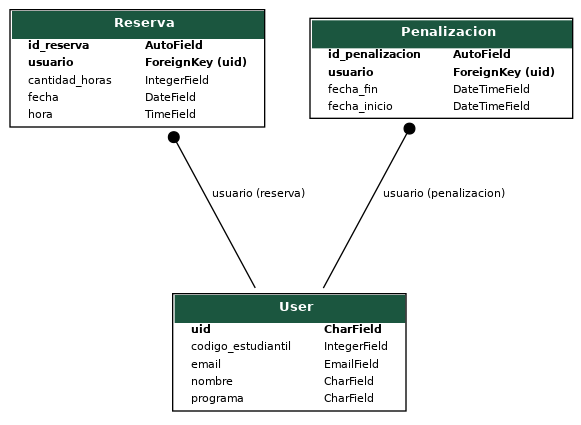 Reserva
id_reserva AutoField
usuario ForeignKey (uid)
cantidad_horas IntegerField
fecha DateField
hora TimeField
Penalizacion
id_penalizacion AutoField
usuario ForeignKey (uid)
fecha_fin DateTimeField
fecha_inicio DateTimeField
usuario (reserva)
usuario (penalizacion)
User
uid CharField
codigo_estudiantil IntegerField
email EmailField
nombre CharField
programa CharField